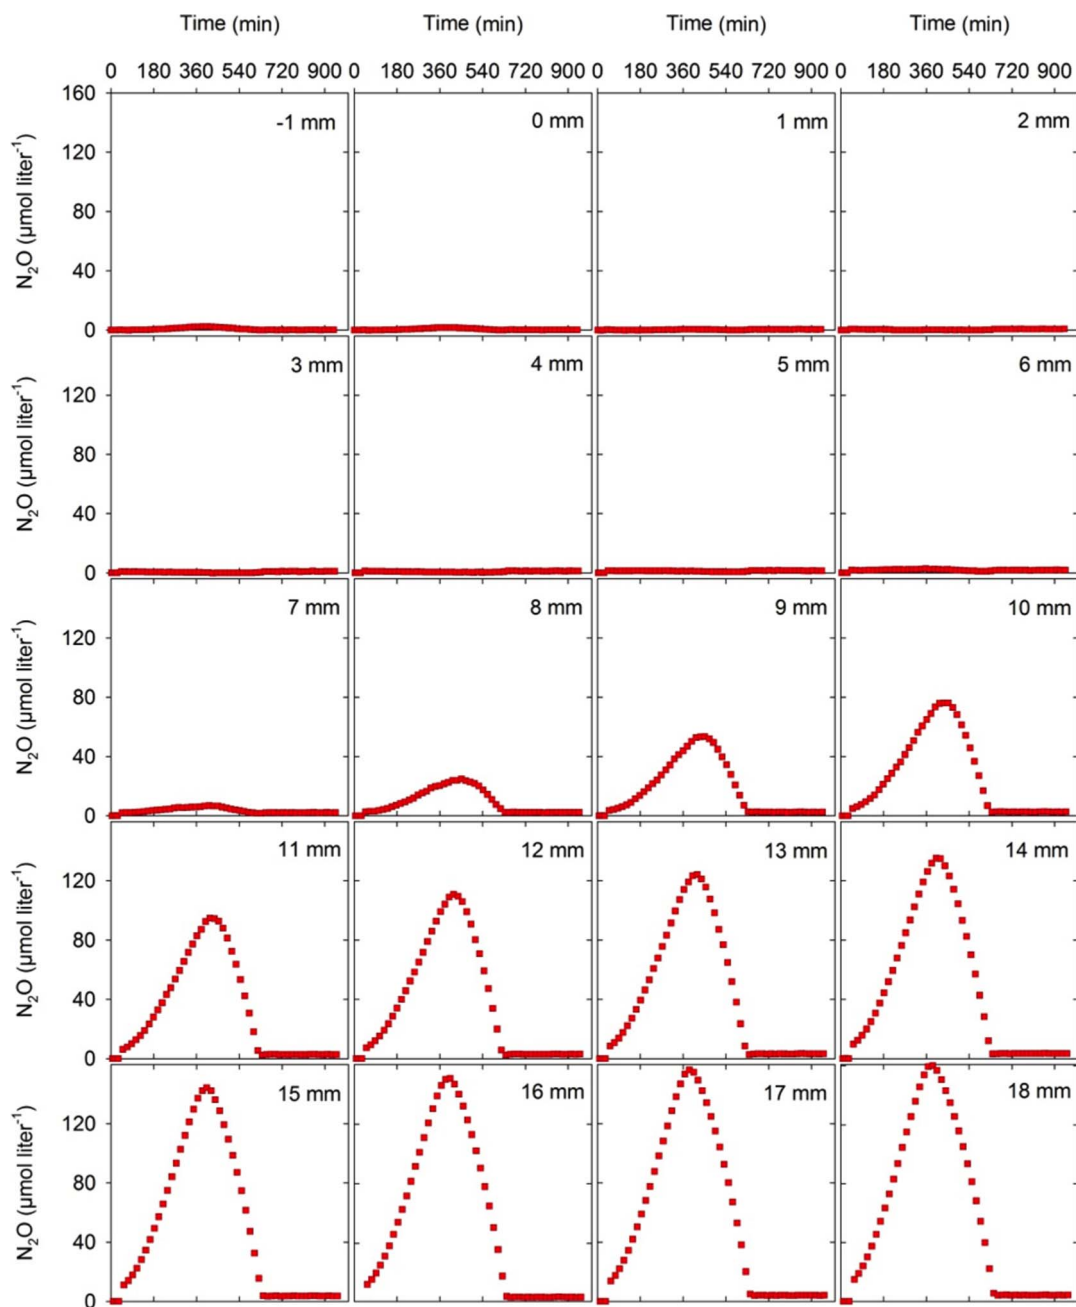 Time (min) Time (min) Time (min) Time (min)
0 180 360 540 720 900 0 180 360 540 720 900 0 180 360 540 720 900 0 180 360 540 720 900
160
-1 mm 0 mm 1 mm 2 mm
120
80
40
0
N₂O (µmol liter⁻¹)
3 mm 4 mm 5 mm 6 mm
120
80
40
0
N₂O (µmol liter⁻¹)
7 mm 8 mm 9 mm 10 mm
120
80
40
0
N₂O (µmol liter⁻¹)
11 mm 12 mm 13 mm 14 mm
120
80
40
0
N₂O (µmol liter⁻¹)
15 mm 16 mm 17 mm 18 mm
120
80
40
0
N₂O (µmol liter⁻¹)